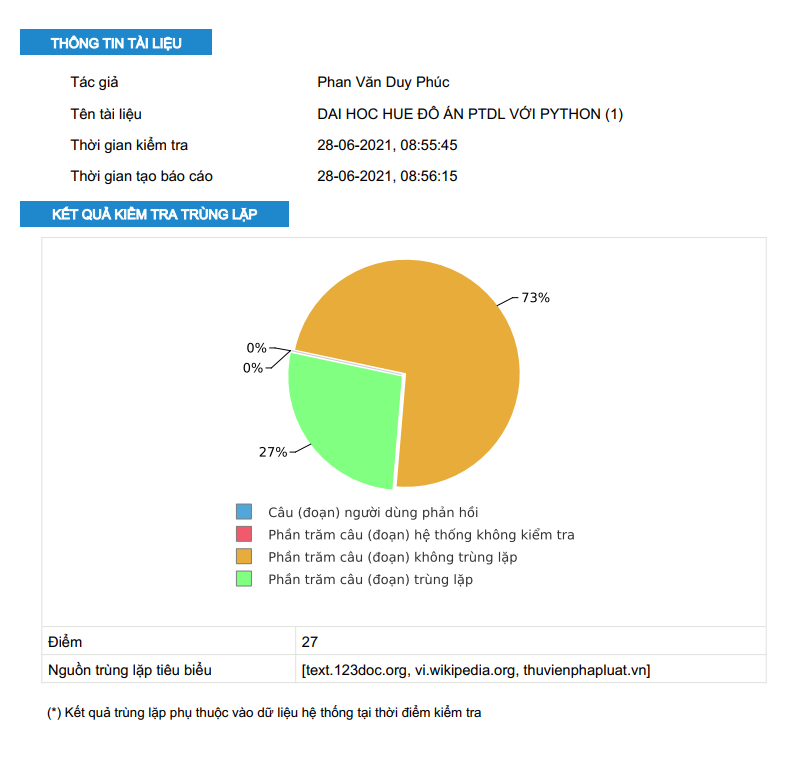 THÔNG TIN TÀI LIỆU
Tác giả Phan Văn Duy Phúc
Tên tài liệu DAI HOC HUE ĐÔ ÁN PTDL VỚI PYTHON (1)
Thời gian kiểm tra 28-06-2021, 08:55:45
Thời gian tạo báo cáo 28-06-2021, 08:56:15
KẾT QUẢ KIỂM TRA TRÙNG LẶP
73%
0%
0%
27%
Câu (đoạn) người dùng phản hồi
Phần trăm câu (đoạn) hệ thống không kiểm tra
Phần trăm câu (đoạn) không trùng lặp
Phần trăm câu (đoạn) trùng lặp
Điểm 27
Nguồn trùng lặp tiêu biểu [text.123doc.org, vi.wikipedia.org, thuvienphapluat.vn]
(*) Kết quả trùng lặp phụ thuộc vào dữ liệu hệ thống tại thời điểm kiểm tra